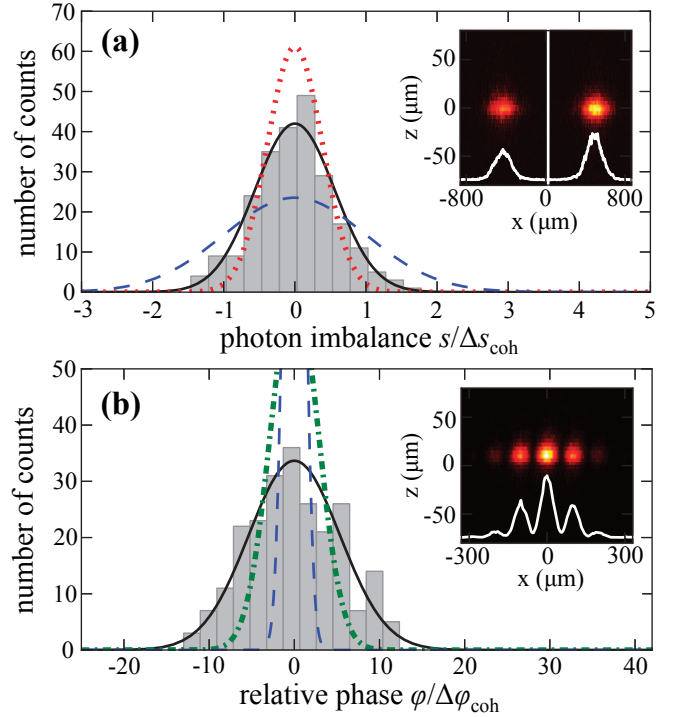 (a)
number of counts
70
60
50
40
30
20
10
0
-3 -2 -1 0 1 2 3 4 5
photon imbalance s/Δs_coh
z (μm)
50
0
-50
-800 0 800
x (μm)
(b)
number of counts
50
40
30
20
10
0
-20 -10 0 10 20 30 40
relative phase φ/Δφ_coh
z (μm)
50
0
-50
-300 0 300
x (μm)